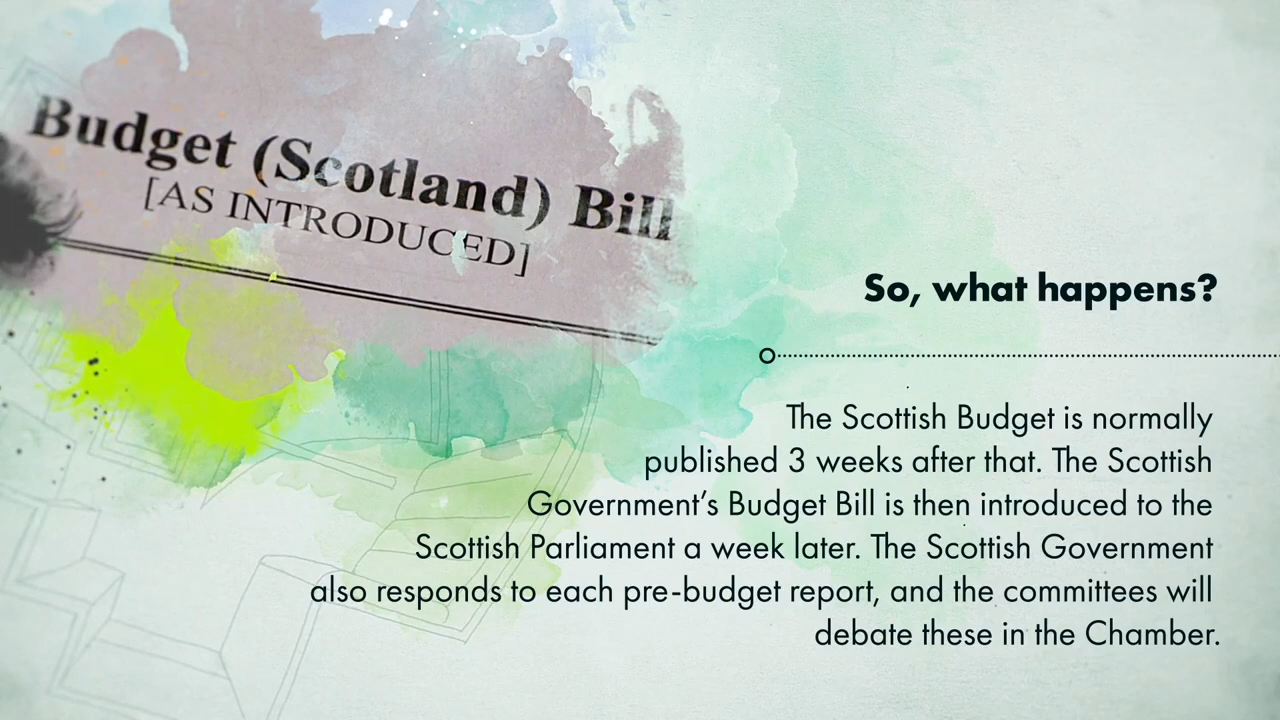 Budget (Scotland) Bill
[AS INTRODUCED]
So, what happens?
The Scottish Budget is normally
published 3 weeks after that. The Scottish
Government’s Budget Bill is then introduced to the
Scottish Parliament a week later. The Scottish Government
also responds to each pre-budget report, and the committees will
debate these in the Chamber.